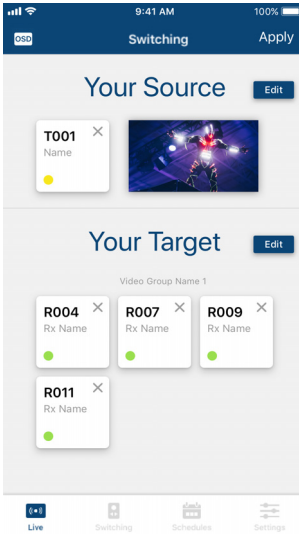 9:41 AM
100%
OSD
Switching
Apply
Your Source
Edit
T001
Name
Your Target
Edit
Video Group Name 1
R004
Rx Name
R007
Rx Name
R009
Rx Name
R011
Rx Name
Live
Switching
Schedules
Settings